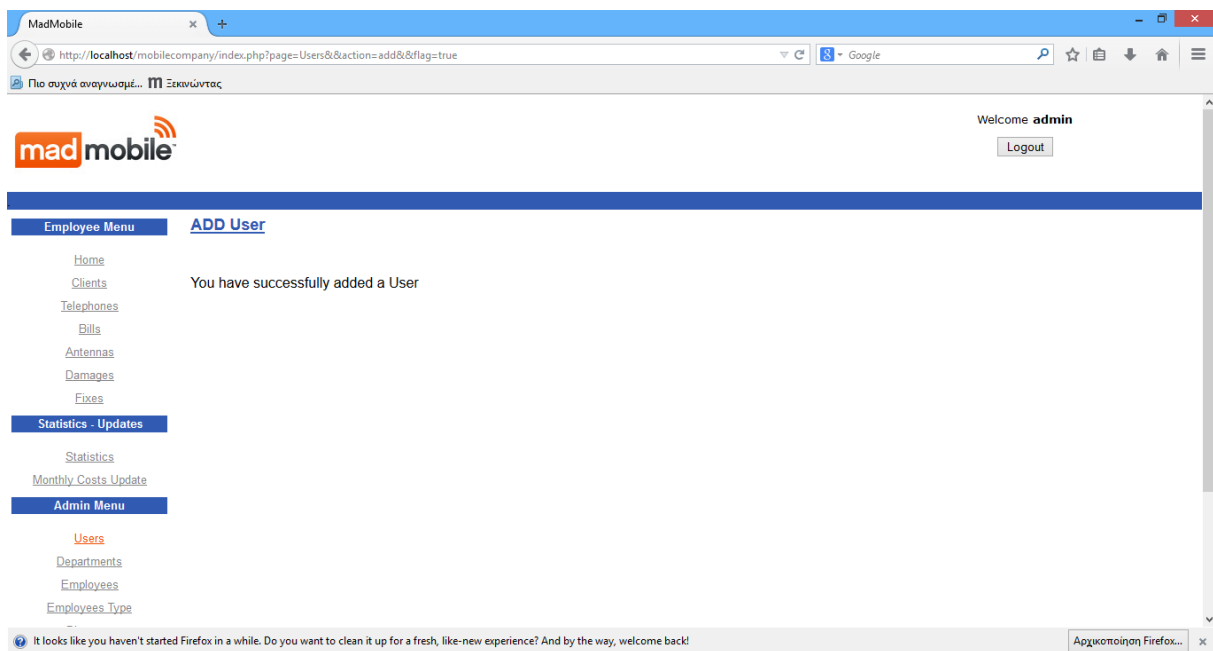 MadMobile
http://localhost/mobilecompany/index.php?page=Users&&action=add&&flag=true
8 Google
Πιο συχνά αναγνωσμέ... m Ξεκινώντας
mad mobile
Welcome admin
Logout
Employee Menu
Home
Clients
Telephones
Bills
Antennas
Damages
Fixes
Statistics - Updates
Statistics
Monthly Costs Update
Admin Menu
Users
Departments
Employees
Employees Type
ADD User
You have successfully added a User
It looks like you haven't started Firefox in a while. Do you want to clean it up for a fresh, like-new experience? And by the way, welcome back!
Αρχικοποίηση Firefox...